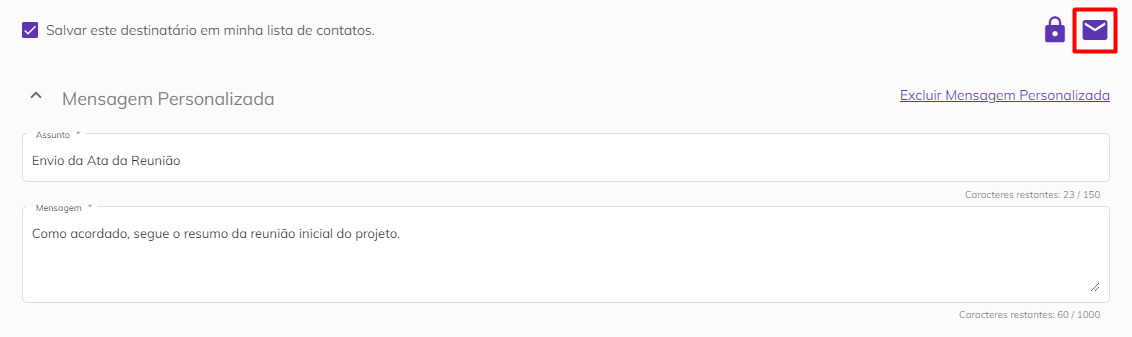 Salvar este destinatário em minha lista de contatos.
Mensagem Personalizada
Excluir Mensagem Personalizada
Assunto *
Envio da Ata da Reunião
Caracteres restantes: 23 / 150
Mensagem *
Como acordado, segue o resumo da reunião inicial do projeto.
Caracteres restantes: 60 / 1000